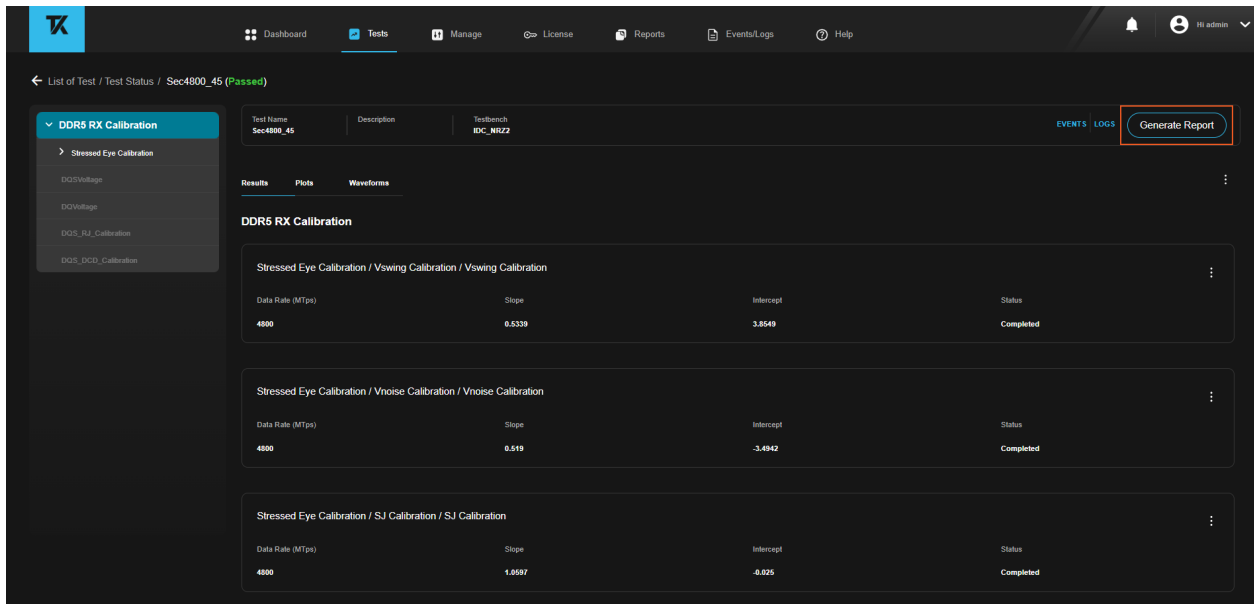 TK
Dashboard Tests Manage License Reports Events/Logs Help Hi admin
List of Test / Test Status / Sec4800_45 (Passed)
DDR5 RX Calibration
Stressed Eye Calibration
DQSVoltage
DQVoltage
DQS_RJ_Calibration
DQS_DCD_Calibration
Test Name Description Testbench
Sec4800_45 IDC_NRZ2
EVENTS LOGS Generate Report
Results Plots Waveforms
DDR5 RX Calibration
Stressed Eye Calibration / Vswing Calibration / Vswing Calibration
Data Rate (MTps) Slope Intercept Status
4800 0.5339 3.8549 Completed
Stressed Eye Calibration / Vnoise Calibration / Vnoise Calibration
Data Rate (MTps) Slope Intercept Status
4800 0.519 -3.4942 Completed
Stressed Eye Calibration / SJ Calibration / SJ Calibration
Data Rate (MTps) Slope Intercept Status
4800 1.0597 -0.025 Completed